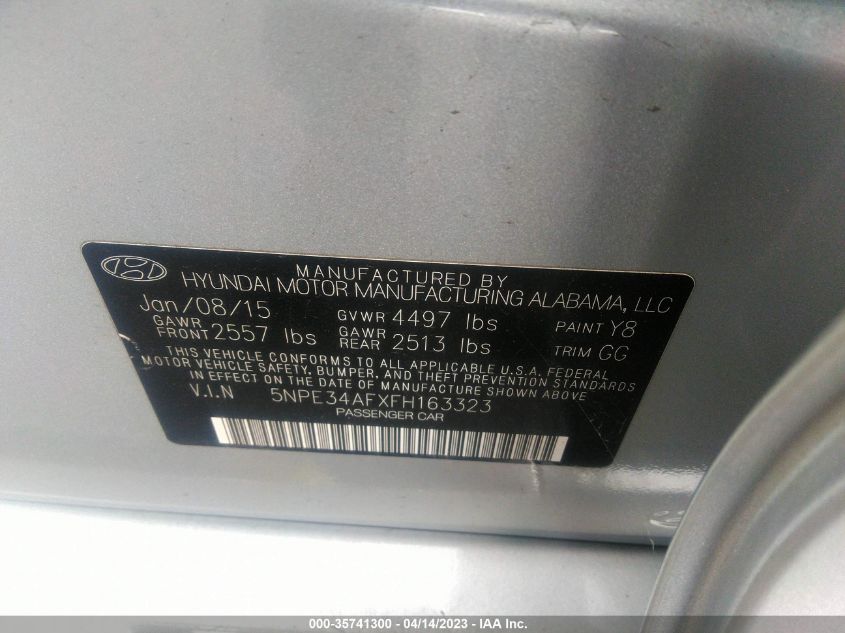 MANUFACTURED BY
HYUNDAI MOTOR MANUFACTURING ALABAMA, LLC
Jan/08/15 GVWR 4497 lbs PAINT Y8
GAWR FRONT 2557 lbs GAWR REAR 2513 lbs TRIM GG
THIS VEHICLE CONFORMS TO ALL APPLICABLE U.S.A. FEDERAL
MOTOR VEHICLE SAFETY, BUMPER, AND THEFT PREVENTION STANDARDS
IN EFFECT ON THE DATE OF MANUFACTURE SHOWN ABOVE
V.I.N 5NPE34AFXFH163323
PASSENGER CAR
000-35741300 - 04/14/2023 - IAA Inc.